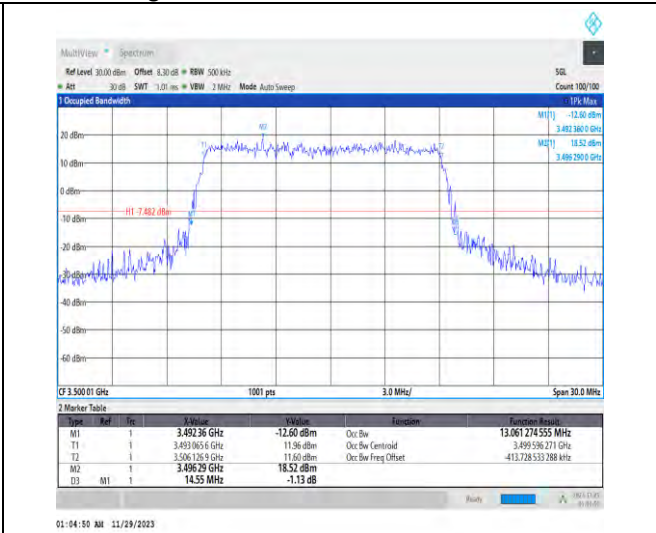 MultiView Spectrum
Ref Level 30.00 dBm Offset 8.30 dB RBW 500 kHz SGL
Att 30 dB SWT 1.01 ms VBW 2 MHz Mode Auto Sweep Count 100/100
1 Occupied Bandwidth 1Pk Max
M1[1] -12.60 dBm
3.492 360 0 GHz
M2[1] 18.52 dBm
3.496 290 0 GHz
M2
T1 T2
20 dBm
10 dBm
0 dBm
H1 -7.482 dBm
-10 dBm
-20 dBm
-30 dBm
-40 dBm
-50 dBm
-60 dBm
CF 3.500 01 GHz 1001 pts 3.0 MHz/ Span 30.0 MHz
2 Marker Table
Type Ref Trc X-Value Y-Value Function Function Result
M1 1 3.492 36 GHz -12.60 dBm Occ Bw 13.061 274 555 MHz
T1 1 3.493 065 6 GHz 11.96 dBm Occ Bw Centroid 3.499 596 271 GHz
T2 1 3.506 126 9 GHz 11.60 dBm Occ Bw Freq Offset -413.728 533 288 kHz
M2 1 3.496 29 GHz 18.52 dBm
D3 M1 1 14.55 MHz -1.13 dB
Ready
01:04:50 AM 11/29/2023